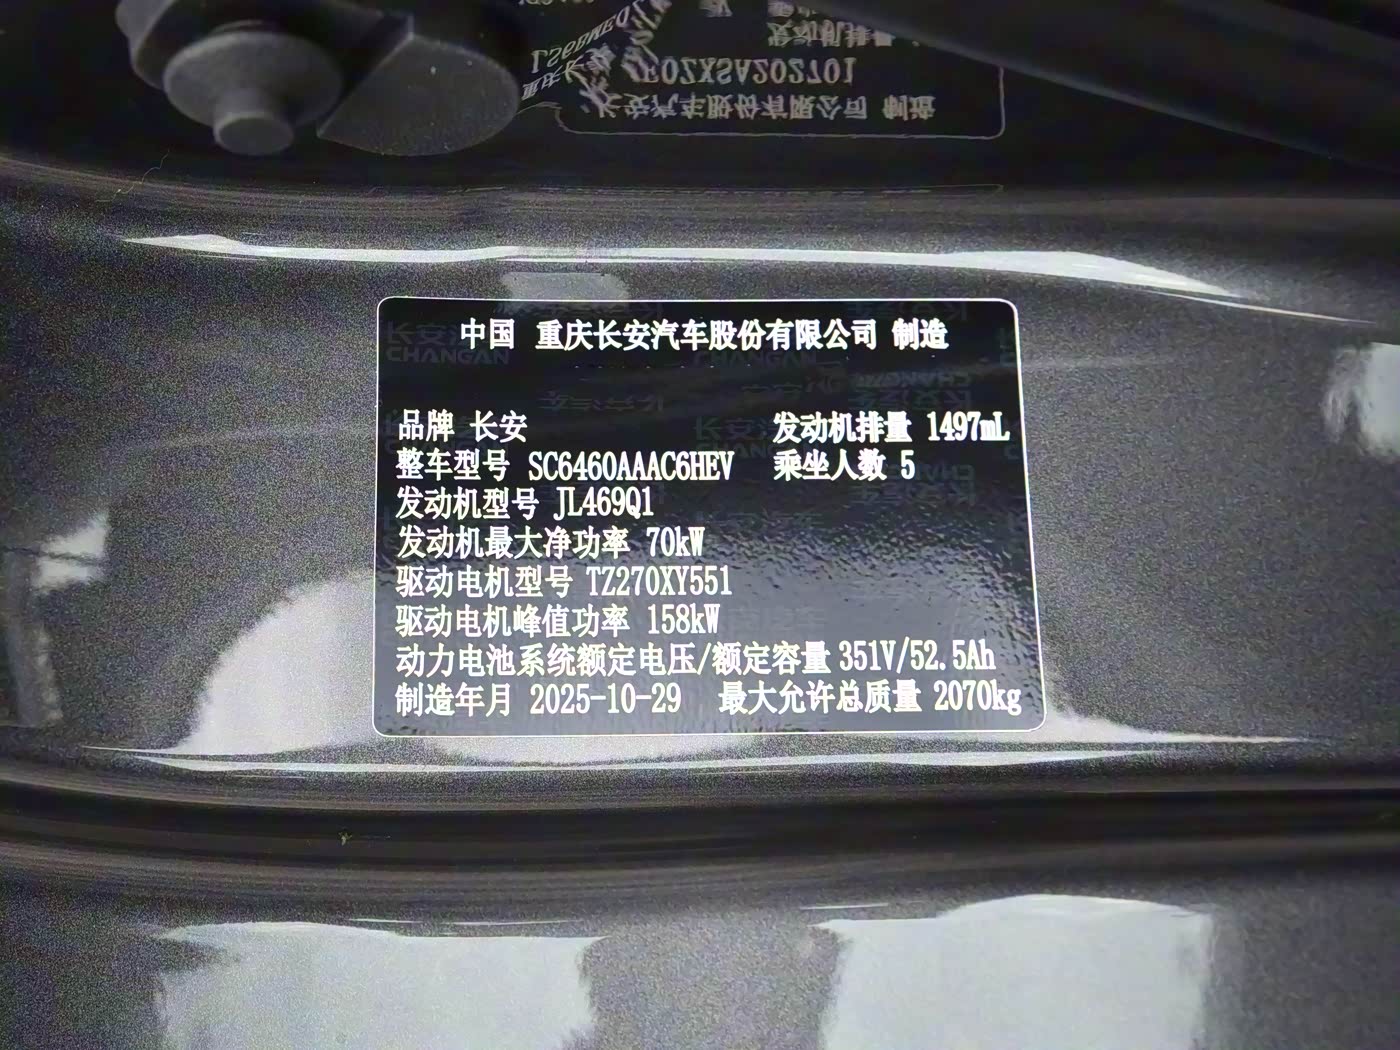 中国 重庆长安汽车股份有限公司 制造
品牌 长安 发动机排量 1497mL
整车型号 SC6460AAAC6HEV 乘坐人数 5
发动机型号 JL469Q1
发动机最大净功率 70kW
驱动电机型号 TZ270XY551
驱动电机峰值功率 158kW
动力电池系统额定电压/额定容量 351V/52.5Ah
制造年月 2025-10-29 最大允许总质量 2070kg